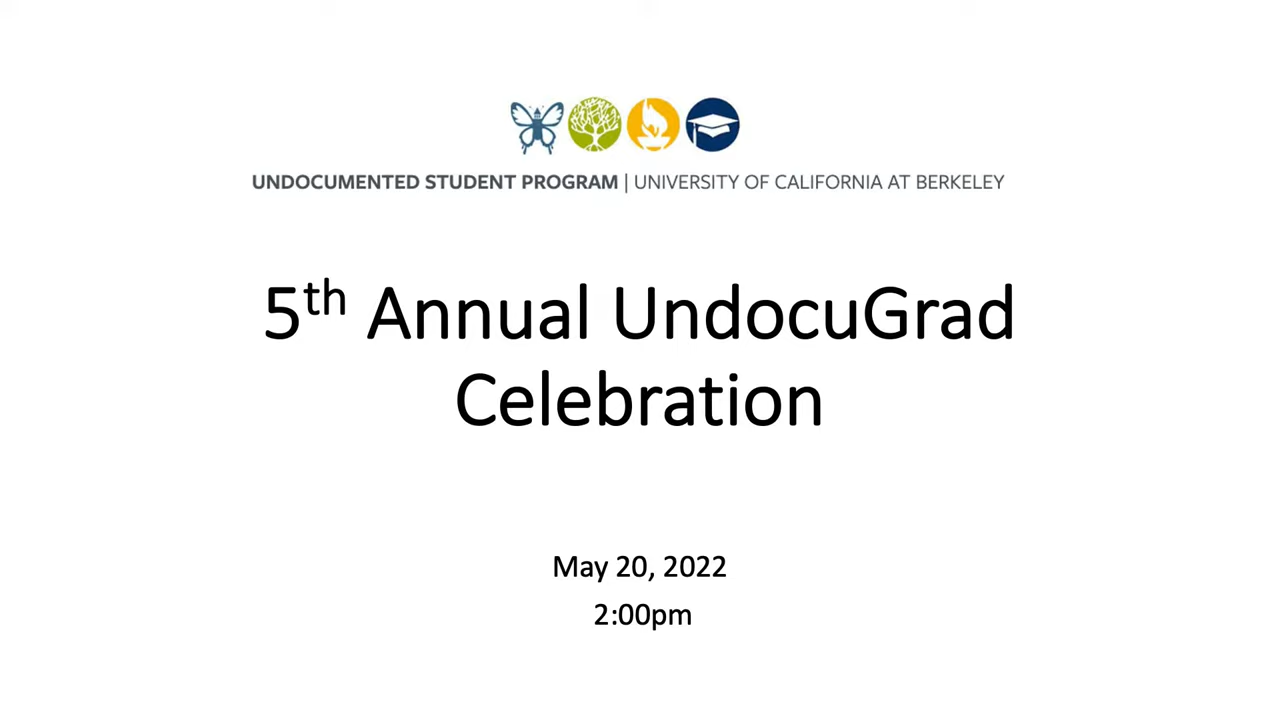 UNDOCUMENTED STUDENT PROGRAM | UNIVERSITY OF CALIFORNIA AT BERKELEY
5th Annual UndocuGrad
Celebration
May 20, 2022
2:00pm